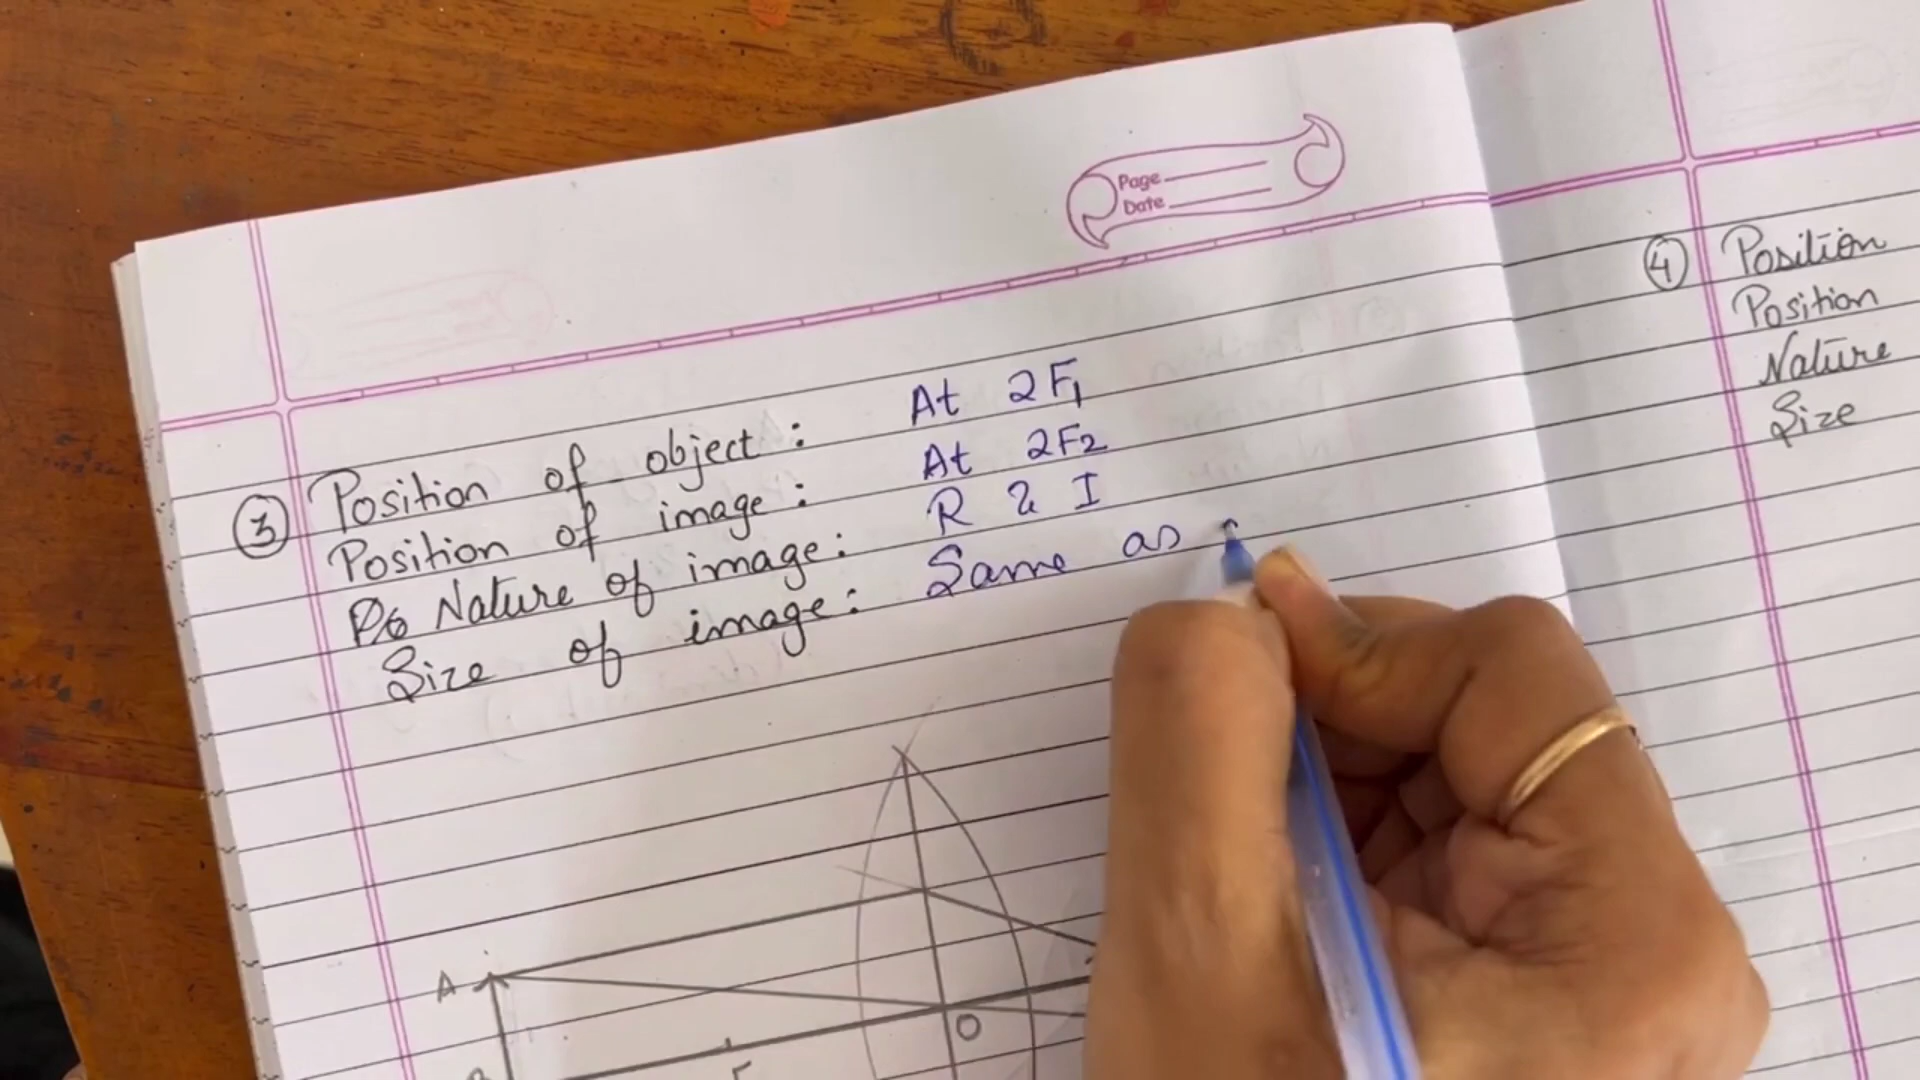 Page
Date
③ Position of object : At 2F₁
Position of image : At 2F₂
Nature of image : R & I
Size of image : Same as
A
O
④ Position
Position
Nature
Size